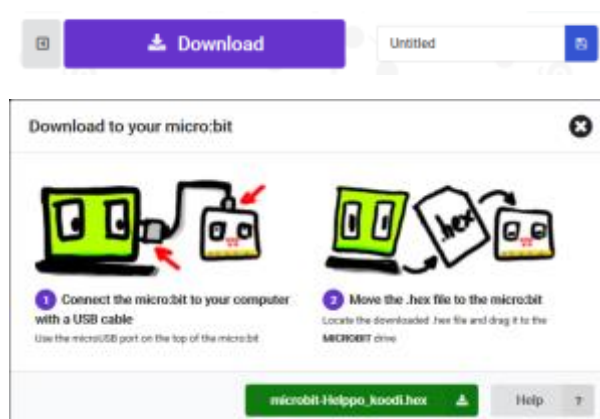 Download
Untitled
Download to your micro:bit
.hex
1 Connect the micro:bit to your computer
with a USB cable
Use the microUSB port on the top of the micro:bit
2 Move the .hex file to the micro:bit
Locate the downloaded .hex file and drag it to the
MICROBIT drive
microbit-Helppo_koodi.hex
Help ?